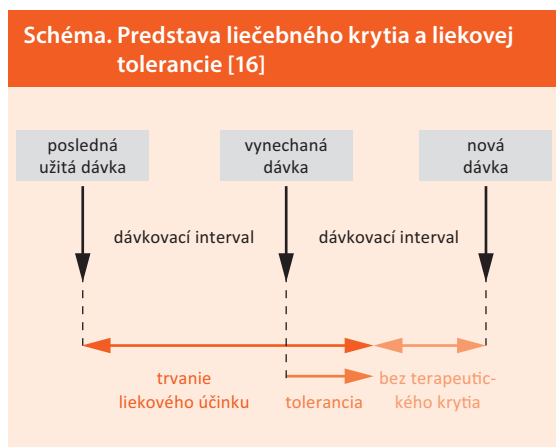 Schéma. Predstava liečebného krytia a liekovej
tolerancie [16]
posledná
užitá dávka
vynechaná
dávka
nová
dávka
dávkovací interval
dávkovací interval
trvanie
liekového účinku
tolerancia
bez terapeutic-
kého krytia